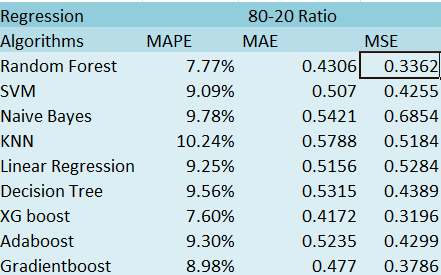 Regression 80-20 Ratio
Algorithms MAPE MAE MSE
Random Forest 7.77% 0.4306 0.3362
SVM 9.09% 0.507 0.4255
Naive Bayes 9.78% 0.5421 0.6854
KNN 10.24% 0.5788 0.5184
Linear Regression 9.25% 0.5156 0.5284
Decision Tree 9.56% 0.5315 0.4389
XG boost 7.60% 0.4172 0.3196
Adaboost 9.30% 0.5235 0.4299
Gradientboost 8.98% 0.477 0.3786